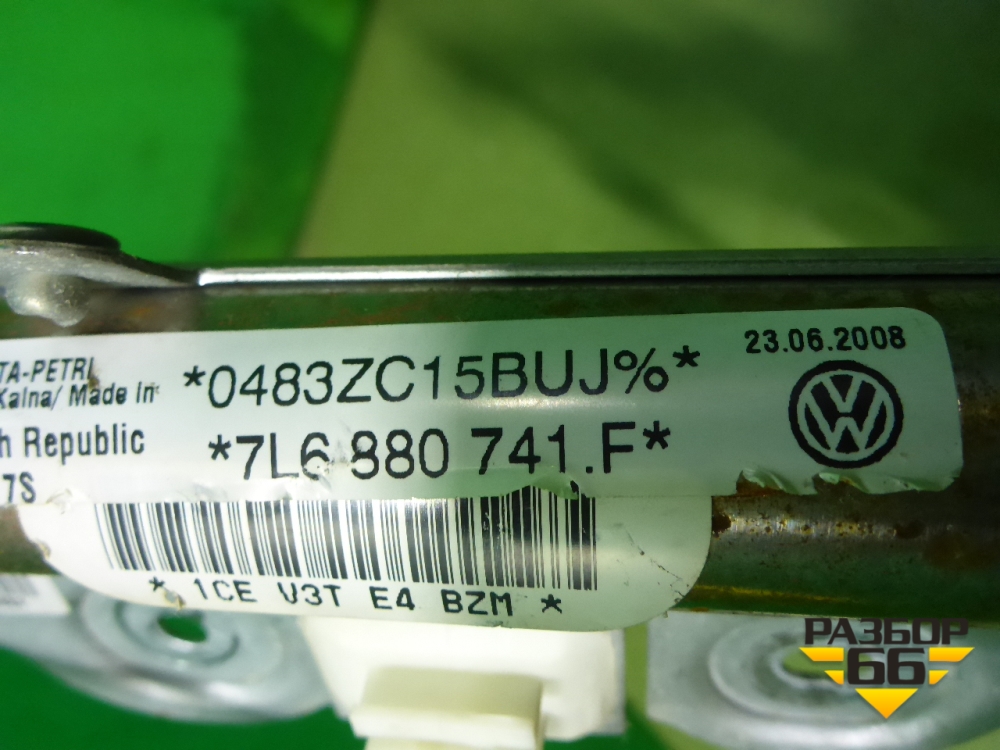 TA-PETRI
Kalna/ Made in
h Republic
7S
*0483ZC15BUJ%*
*7L6 880 741.F*
23.06.2008
* 1CE V3T E4 BZM *
РАЗБОР
66